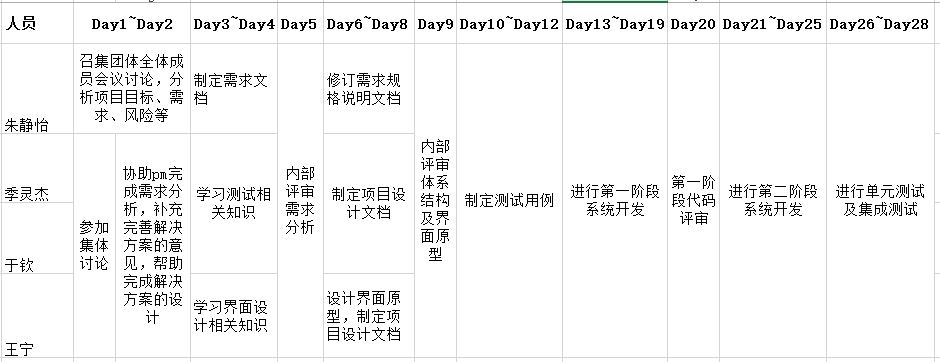 人员 Day1~Day2 Day3~Day4 Day5 Day6~Day8 Day9 Day10~Day12 Day13~Day19 Day20 Day21~Day25 Day26~Day28
朱静怡
召集团体全体成
员会议讨论，分
析项目目标、需
求、风险等
制定需求文
档
修订需求规
格说明文档
季灵杰
于钦
王宁
参加
集体
讨论
协助pm完
成需求分
析，补充
完善解决
方案的意
见，帮助
完成解决
方案的设
计
学习测试相
关知识
学习界面设
计相关知识
内部
评审
需求
分析
制定项目设
计文档
设计界面原
型，制定项
目设计文档
内部
评审
体系
结构
及界
面原
型
制定测试用例
进行第一阶段
系统开发
第一阶
段代码
评审
进行第二阶段
系统开发
进行单元测试
及集成测试